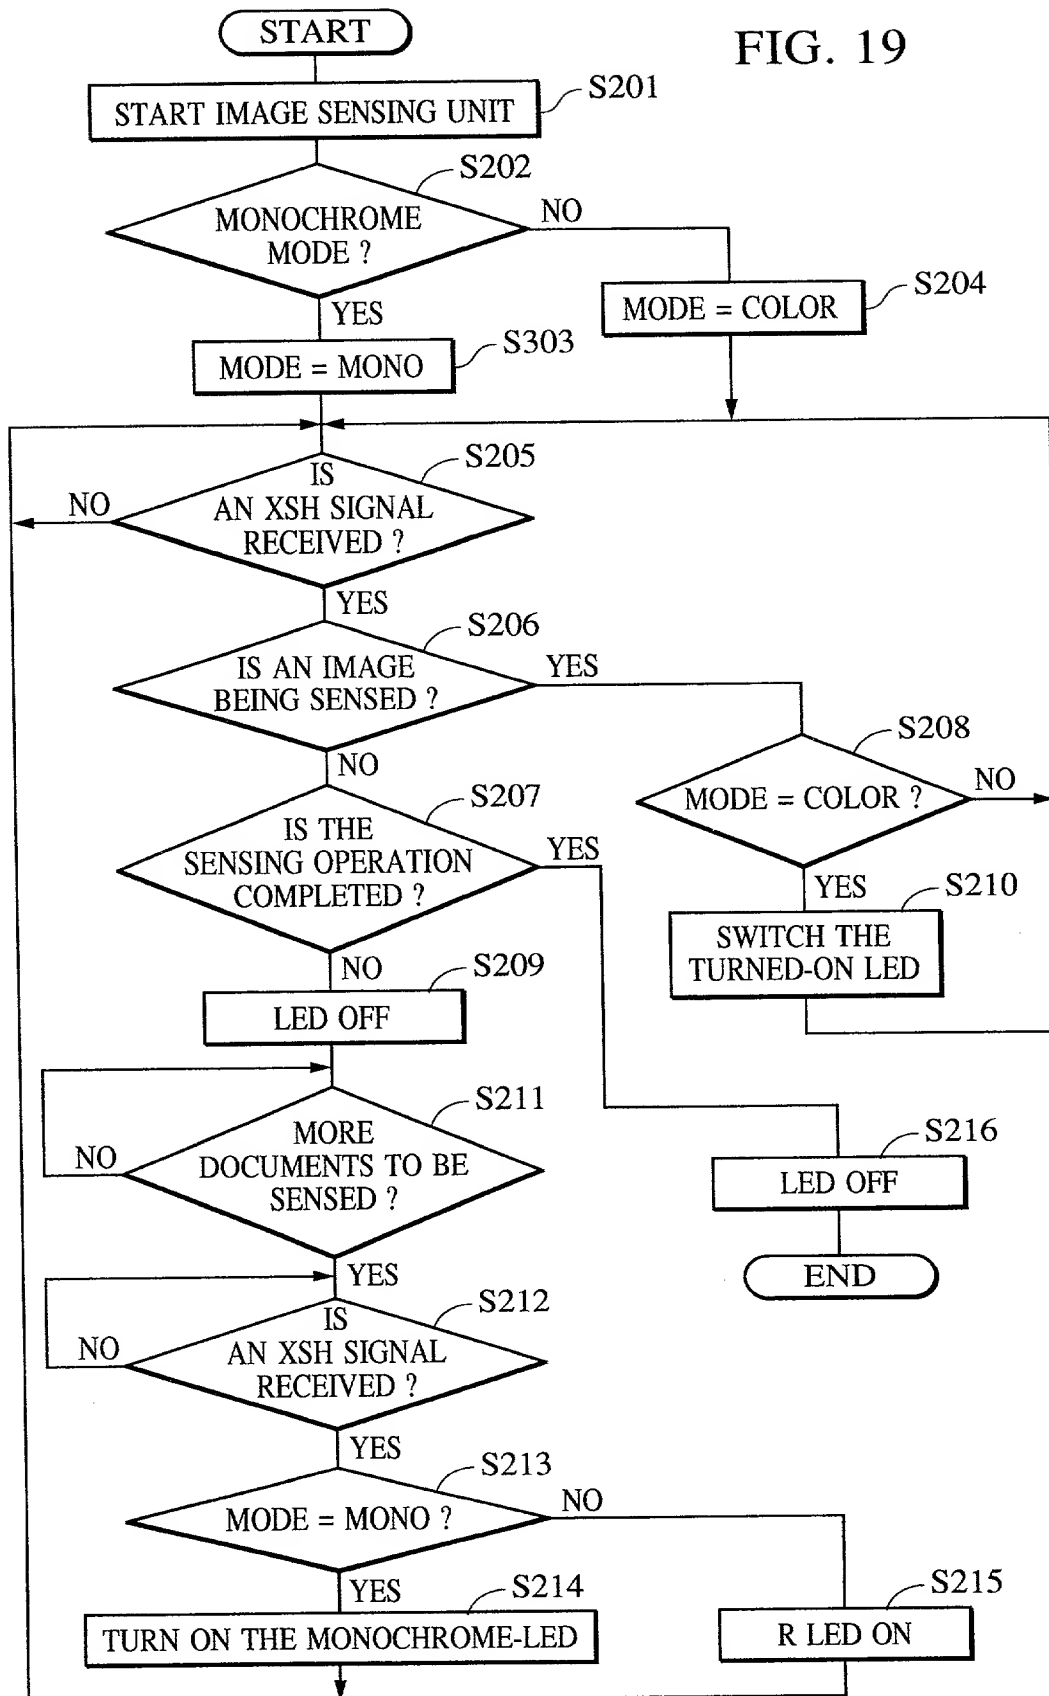 FIG. 19
START
START IMAGE SENSING UNIT
S201
S202
MONOCHROME
MODE ?
NO
YES
MODE = COLOR
S204
MODE = MONO
S303
S205
IS
AN XSH SIGNAL
RECEIVED ?
NO
YES
S206
IS AN IMAGE
BEING SENSED ?
YES
NO
S208
MODE = COLOR ?
NO
YES
S207
IS THE
SENSING OPERATION
COMPLETED ?
YES
NO
S210
SWITCH THE
TURNED-ON LED
S209
LED OFF
S211
MORE
DOCUMENTS TO BE
SENSED ?
NO
YES
S216
LED OFF
END
S212
IS
AN XSH SIGNAL
RECEIVED ?
NO
YES
S213
MODE = MONO ?
NO
YES
S214
TURN ON THE MONOCHROME-LED
S215
R LED ON